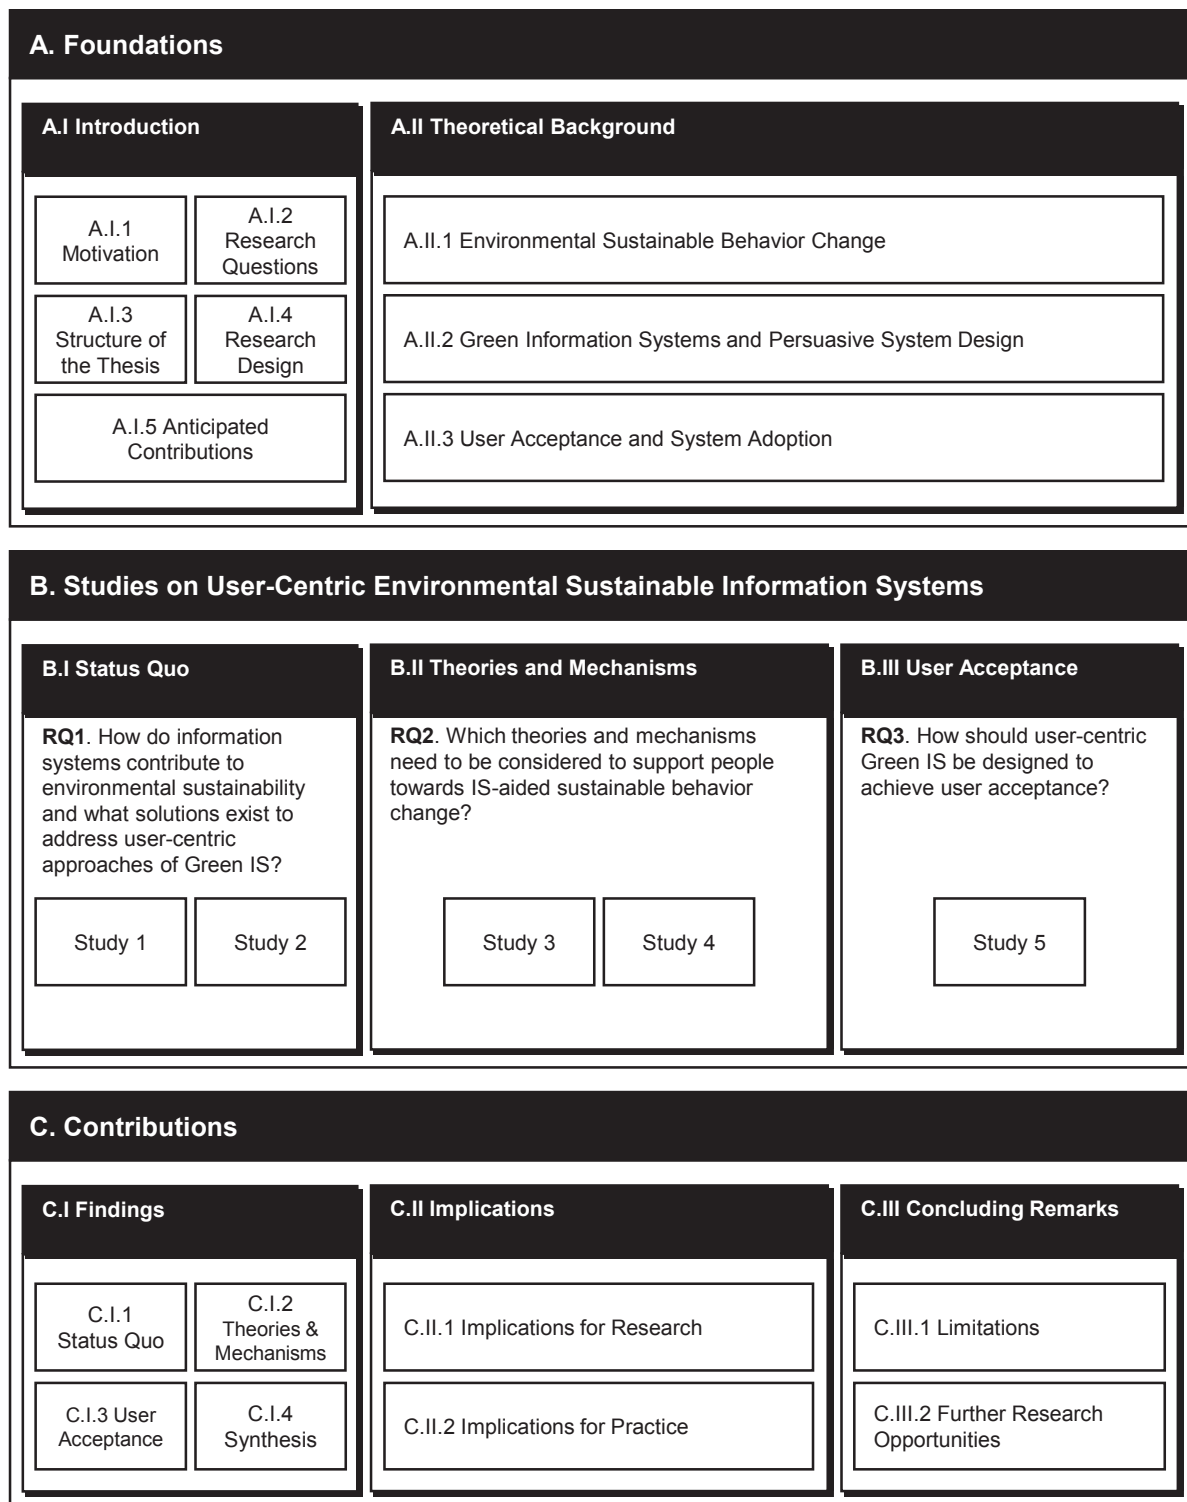 A. Foundations
A.I Introduction
A.I.1
Motivation
A.I.2
Research
Questions
A.I.3
Structure of
the Thesis
A.I.4
Research
Design
A.I.5 Anticipated
Contributions
A.II Theoretical Background
A.II.1 Environmental Sustainable Behavior Change
A.II.2 Green Information Systems and Persuasive System Design
A.II.3 User Acceptance and System Adoption
B. Studies on User-Centric Environmental Sustainable Information Systems
B.I Status Quo
RQ1. How do information
systems contribute to
environmental sustainability
and what solutions exist to
address user-centric
approaches of Green IS?
Study 1
Study 2
B.II Theories and Mechanisms
RQ2. Which theories and mechanisms
need to be considered to support people
towards IS-aided sustainable behavior
change?
Study 3
Study 4
B.III User Acceptance
RQ3. How should user-centric
Green IS be designed to
achieve user acceptance?
Study 5
C. Contributions
C.I Findings
C.I.1
Status Quo
C.I.2
Theories &
Mechanisms
C.I.3 User
Acceptance
C.I.4
Synthesis
C.II Implications
C.II.1 Implications for Research
C.II.2 Implications for Practice
C.III Concluding Remarks
C.III.1 Limitations
C.III.2 Further Research
Opportunities